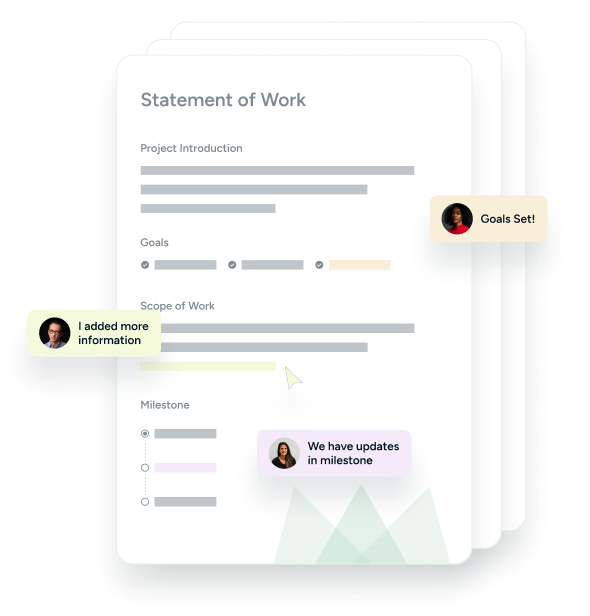 Statement of Work
Project Introduction
Goals Set!
Goals
Scope of Work
I added more
information
Milestone
We have updates
in milestone